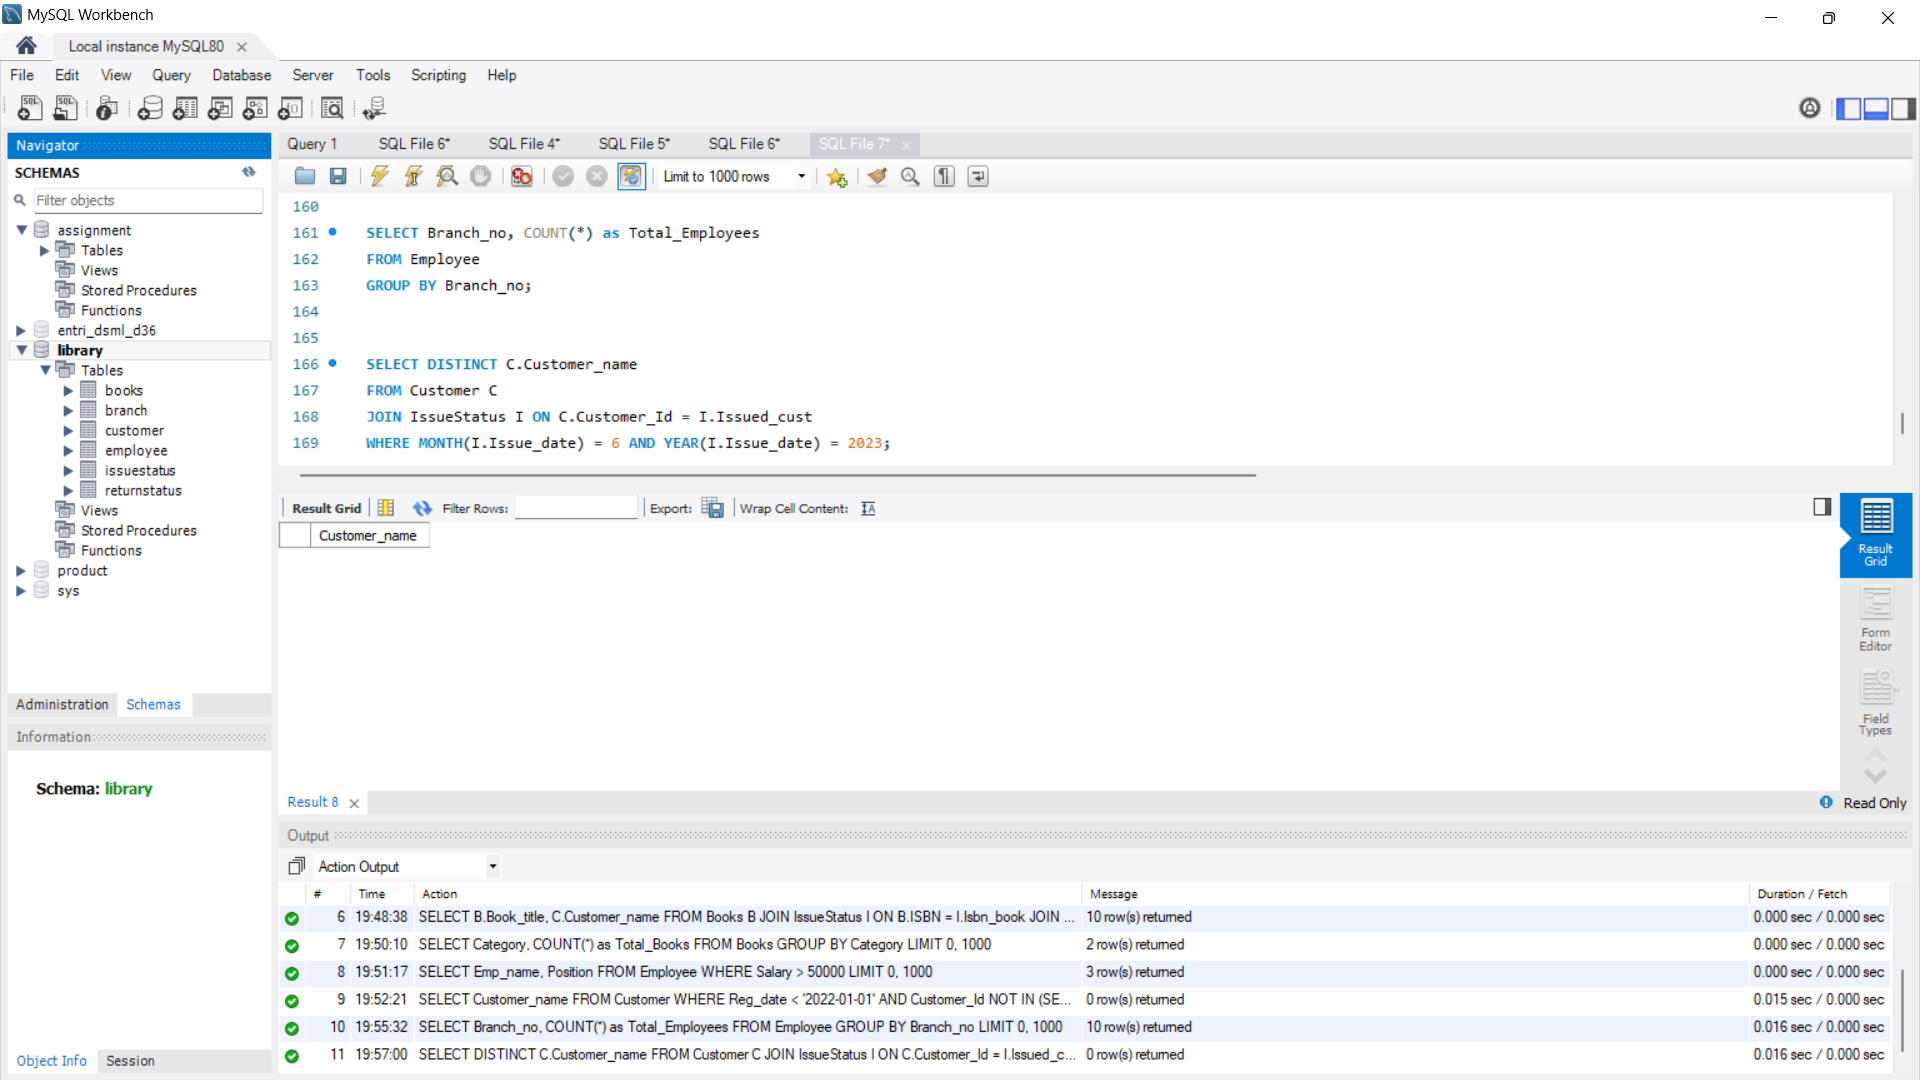 MySQL Workbench
Local instance MySQL80
File Edit View Query Database Server Tools Scripting Help
Navigator
SCHEMAS
Filter objects
assignment
Tables
Views
Stored Procedures
Functions
entri_dsml_d36
library
Tables
books
branch
customer
employee
issuestatus
returnstatus
Views
Stored Procedures
Functions
product
sys
Administration Schemas
Information
Schema: library
Object Info Session
Query 1 SQL File 6* SQL File 4* SQL File 5* SQL File 6* SQL File 7*
Limit to 1000 rows
160
161 SELECT Branch_no, COUNT(*) as Total_Employees
162 FROM Employee
163 GROUP BY Branch_no;
164
165
166 SELECT DISTINCT C.Customer_name
167 FROM Customer C
168 JOIN IssueStatus I ON C.Customer_Id = I.Issued_cust
169 WHERE MONTH(I.Issue_date) = 6 AND YEAR(I.Issue_date) = 2023;
Result Grid Filter Rows: Export: Wrap Cell Content:
Customer_name
Result Grid
Form Editor
Field Types
Result 8
Read Only
Output
Action Output
# Time Action Message Duration / Fetch
6 19:48:38 SELECT B.Book_title, C.Customer_name FROM Books B JOIN IssueStatus I ON B.ISBN = I.Isbn_book JOIN ... 10 row(s) returned 0.000 sec / 0.000 sec
7 19:50:10 SELECT Category, COUNT(*) as Total_Books FROM Books GROUP BY Category LIMIT 0, 1000 2 row(s) returned 0.000 sec / 0.000 sec
8 19:51:17 SELECT Emp_name, Position FROM Employee WHERE Salary > 50000 LIMIT 0, 1000 3 row(s) returned 0.000 sec / 0.000 sec
9 19:52:21 SELECT Customer_name FROM Customer WHERE Reg_date < '2022-01-01' AND Customer_Id NOT IN (SE... 0 row(s) returned 0.015 sec / 0.000 sec
10 19:55:32 SELECT Branch_no, COUNT(*) as Total_Employees FROM Employee GROUP BY Branch_no LIMIT 0, 1000 10 row(s) returned 0.016 sec / 0.000 sec
11 19:57:00 SELECT DISTINCT C.Customer_name FROM Customer C JOIN IssueStatus I ON C.Customer_Id = I.Issued_c... 0 row(s) returned 0.016 sec / 0.000 sec